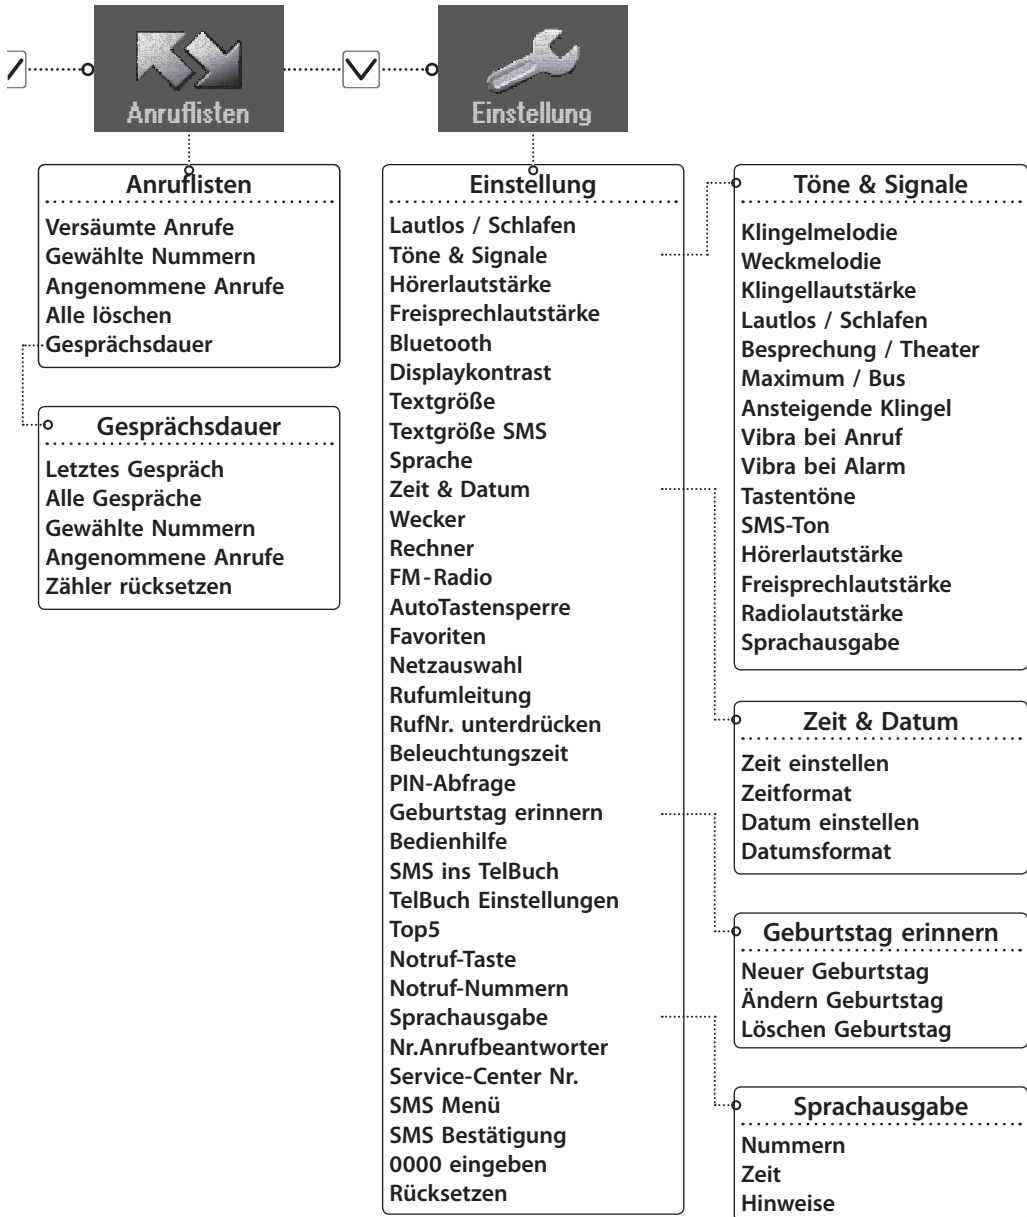 Anruflisten
Einstellung
Anruflisten
Versäumte Anrufe
Gewählte Nummern
Angenommene Anrufe
Alle löschen
Gesprächsdauer
Gesprächsdauer
Letztes Gespräch
Alle Gespräche
Gewählte Nummern
Angenommene Anrufe
Zähler rücksetzen
Einstellung
Lautlos / Schlafen
Töne & Signale
Hörerlautstärke
Freisprechlautstärke
Bluetooth
Displaykontrast
Textgröße
Textgröße SMS
Sprache
Zeit & Datum
Wecker
Rechner
FM-Radio
AutoTastensperre
Favoriten
Netzauswahl
Rufumleitung
RufNr. unterdrücken
Beleuchtungszeit
PIN-Abfrage
Geburtstag erinnern
Bedienhilfe
SMS ins TelBuch
TelBuch Einstellungen
Top5
Notruf-Taste
Notruf-Nummern
Sprachausgabe
Nr.Anrufbeantworter
Service-Center Nr.
SMS Menü
SMS Bestätigung
0000 eingeben
Rücksetzen
Töne & Signale
Klingelmelodie
Weckmelodie
Klingellautstärke
Lautlos / Schlafen
Besprechung / Theater
Maximum / Bus
Ansteigende Klingel
Vibra bei Anruf
Vibra bei Alarm
Tastentöne
SMS-Ton
Hörerlautstärke
Freisprechlautstärke
Radiolautstärke
Sprachausgabe
Zeit & Datum
Zeit einstellen
Zeitformat
Datum einstellen
Datumsformat
Geburtstag erinnern
Neuer Geburtstag
Ändern Geburtstag
Löschen Geburtstag
Sprachausgabe
Nummern
Zeit
Hinweise